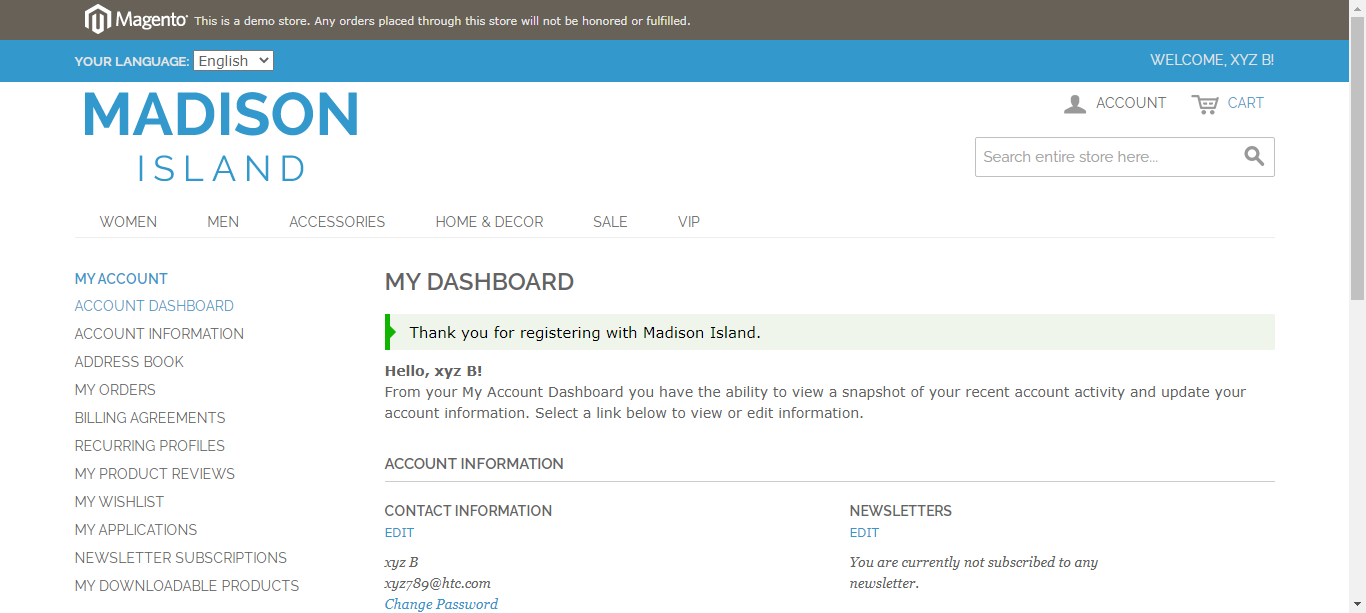 Magento This is a demo store. Any orders placed through this store will not be honored or fulfilled.
YOUR LANGUAGE: English WELCOME, XYZ B!
MADISON
ISLAND
ACCOUNT CART
Search entire store here...
WOMEN MEN ACCESSORIES HOME & DECOR SALE VIP
MY ACCOUNT
ACCOUNT DASHBOARD
ACCOUNT INFORMATION
ADDRESS BOOK
MY ORDERS
BILLING AGREEMENTS
RECURRING PROFILES
MY PRODUCT REVIEWS
MY WISHLIST
MY APPLICATIONS
NEWSLETTER SUBSCRIPTIONS
MY DOWNLOADABLE PRODUCTS
MY DASHBOARD
Thank you for registering with Madison Island.
Hello, xyz B!
From your My Account Dashboard you have the ability to view a snapshot of your recent account activity and update your
account information. Select a link below to view or edit information.
ACCOUNT INFORMATION
CONTACT INFORMATION
EDIT
xyz B
xyz789@htc.com
Change Password
NEWSLETTERS
EDIT
You are currently not subscribed to any
newsletter.